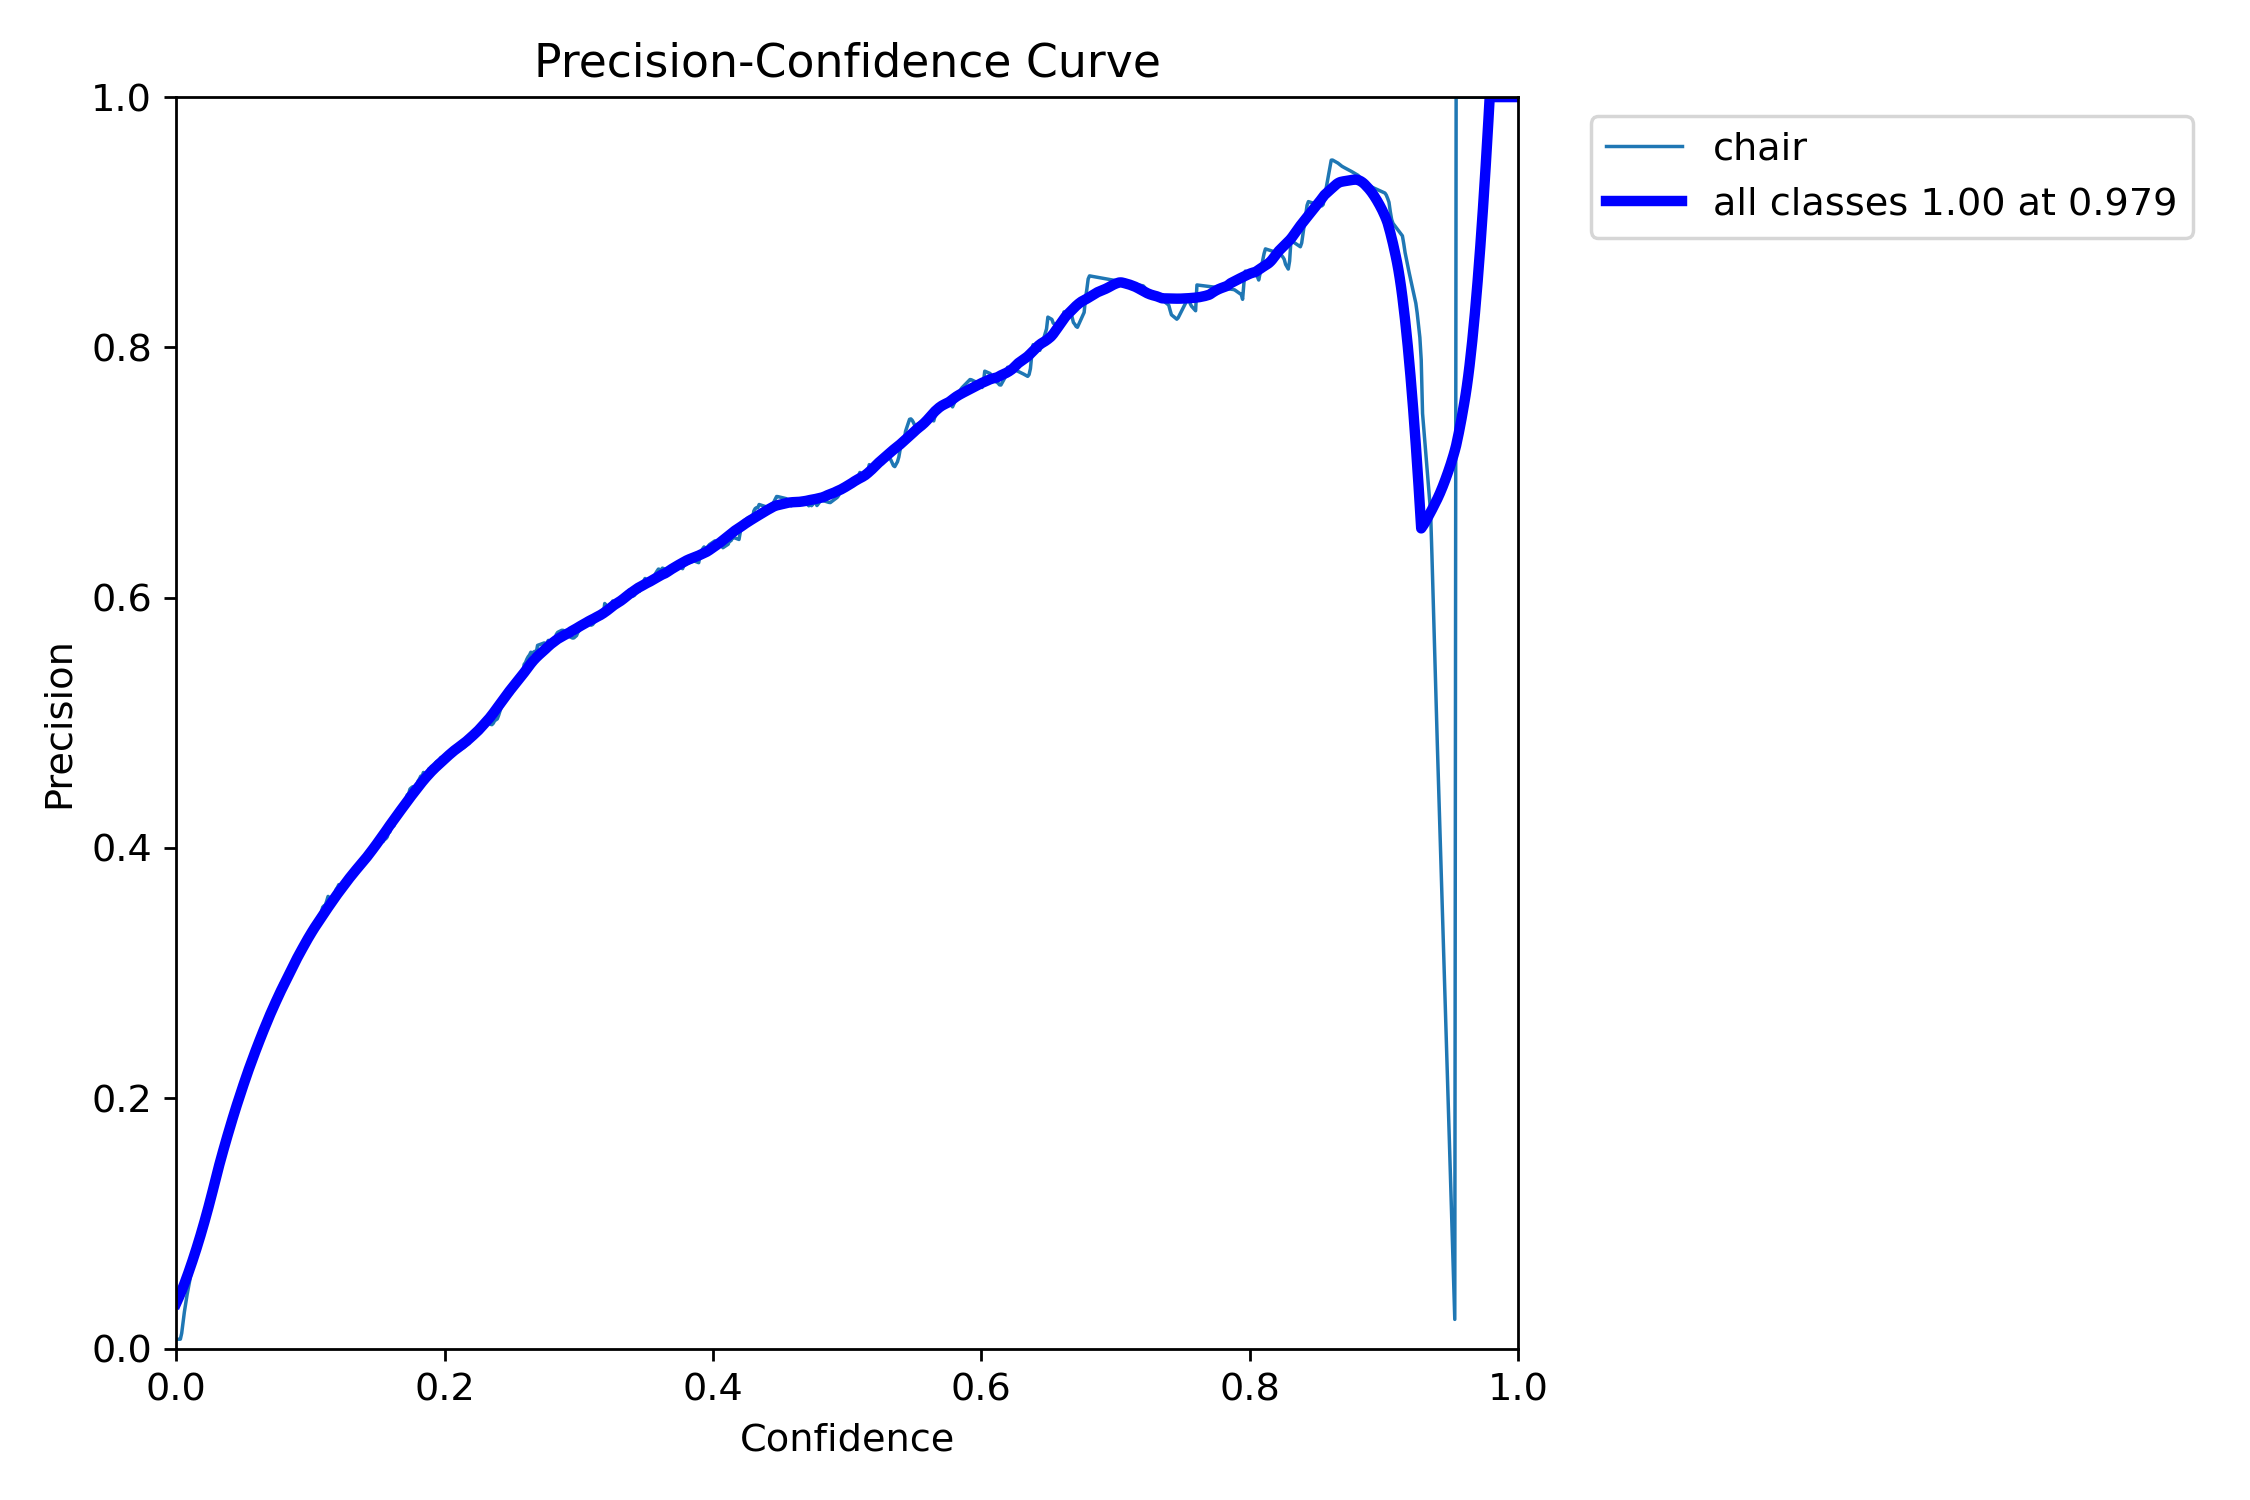 Precision-Confidence Curve
1.0
0.8
0.6
0.4
0.2
0.0
Precision
0.0 0.2 0.4 0.6 0.8 1.0
Confidence
chair
all classes 1.00 at 0.979